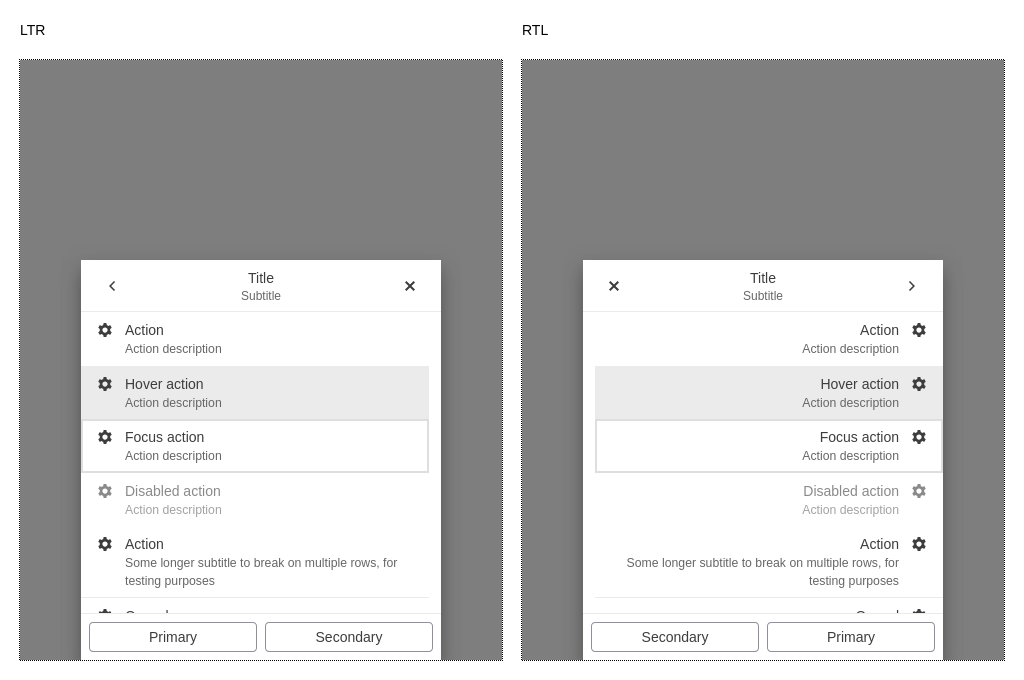 LTR
Title
Subtitle
Action
Action description
Hover action
Action description
Focus action
Action description
Disabled action
Action description
Action
Some longer subtitle to break on multiple rows, for
testing purposes
Primary
Secondary
RTL
Title
Subtitle
Action
Action description
Hover action
Action description
Focus action
Action description
Disabled action
Action description
Action
Some longer subtitle to break on multiple rows, for
testing purposes
Secondary
Primary